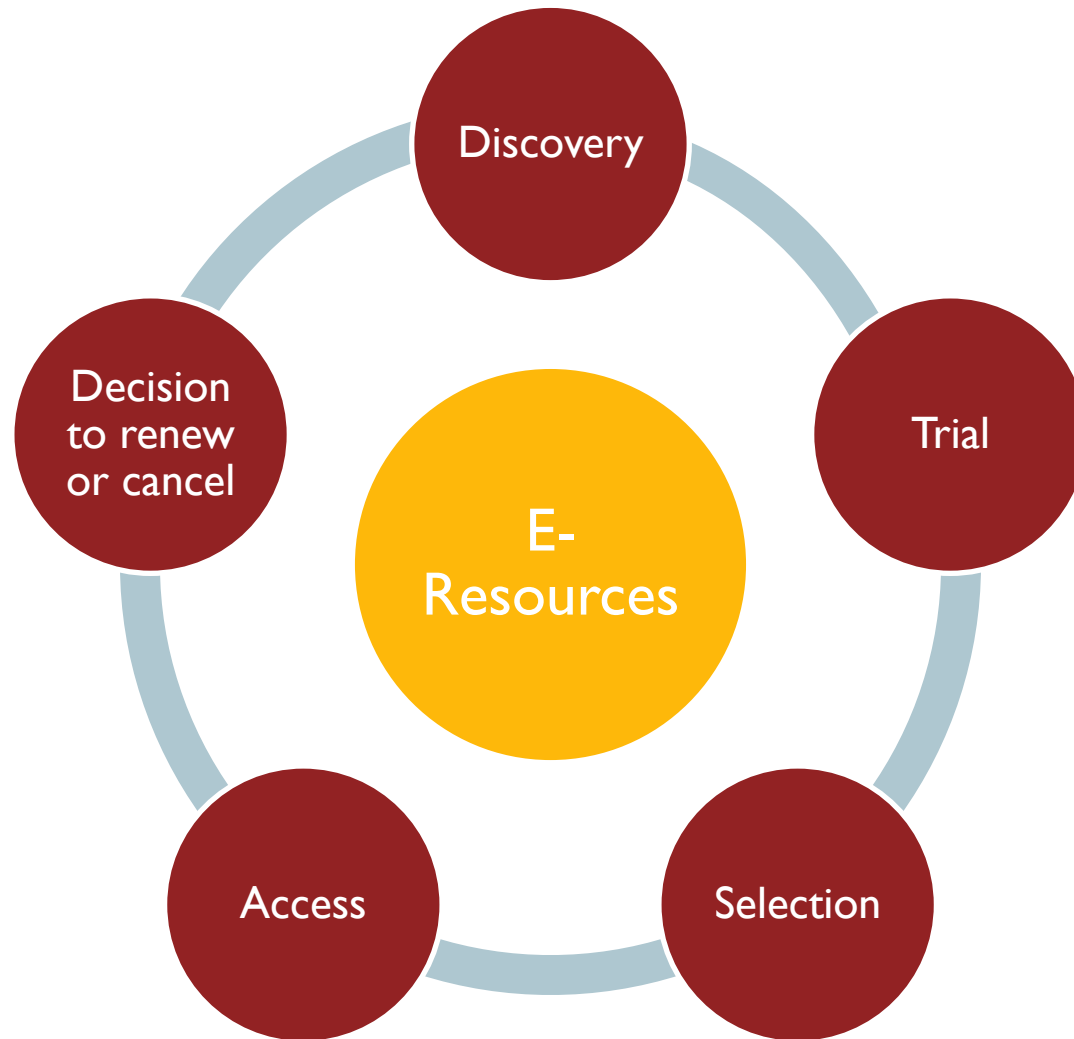 Discovery
Trial
Selection
Access
Decision
to renew
or cancel
E-
Resources